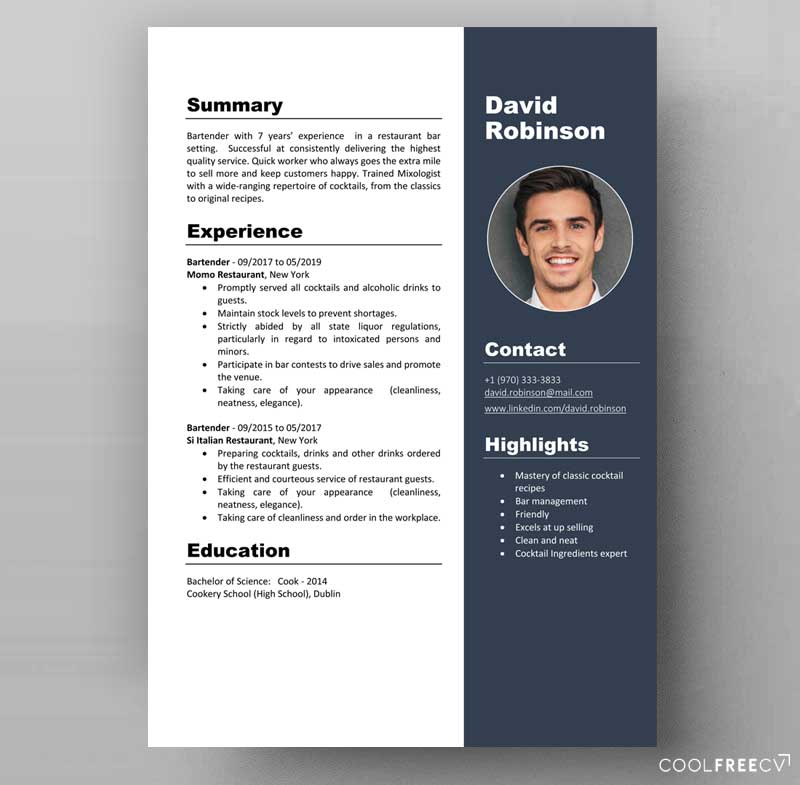 Summary
Bartender with 7 years' experience in a restaurant bar
setting. Successful at consistently delivering the highest
quality service. Quick worker who always goes the extra mile
to sell more and keep customers happy. Trained Mixologist
with a wide-ranging repertoire of cocktails, from the classics
to original recipes.
Experience
Bartender - 09/2017 to 05/2019
Momo Restaurant, New York
• Promptly served all cocktails and alcoholic drinks to
guests.
• Maintain stock levels to prevent shortages.
• Strictly abided by all state liquor regulations,
particularly in regard to intoxicated persons and
minors.
• Participate in bar contests to drive sales and promote
the venue.
• Taking care of your appearance (cleanliness,
neatness, elegance).
Bartender - 09/2015 to 05/2017
Si Italian Restaurant, New York
• Preparing cocktails, drinks and other drinks ordered
by the restaurant guests.
• Efficient and courteous service of restaurant guests.
• Taking care of your appearance (cleanliness,
neatness, elegance).
• Taking care of cleanliness and order in the workplace.
Education
Bachelor of Science: Cook - 2014
Cookery School (High School), Dublin
David
Robinson
Contact
+1 (970) 333-3833
david.robinson@mail.com
www.linkedin.com/david.robinson
Highlights
• Mastery of classic cocktail
recipes
• Bar management
• Friendly
• Excels at up selling
• Clean and neat
• Cocktail Ingredients expert
COOLFREECV